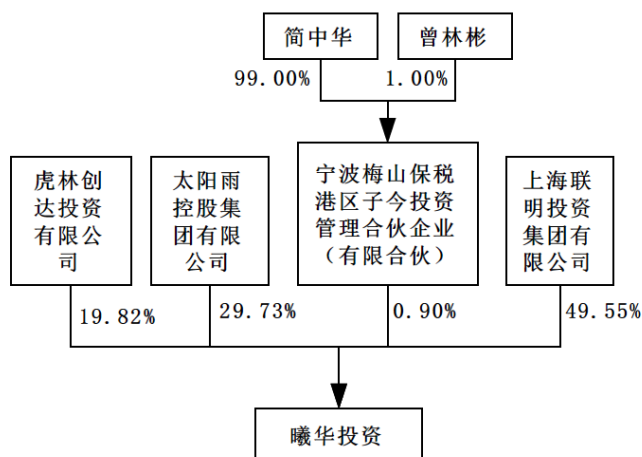 简中华
曾林彬
99.00%
1.00%
虎林创
达投资
有限公
司
太阳雨
控股集
团有限
公司
宁波梅山保税
港区子今投资
管理合伙企业
（有限合伙）
上海联
明投资
集团有
限公司
19.82%
29.73%
0.90%
49.55%
曦华投资